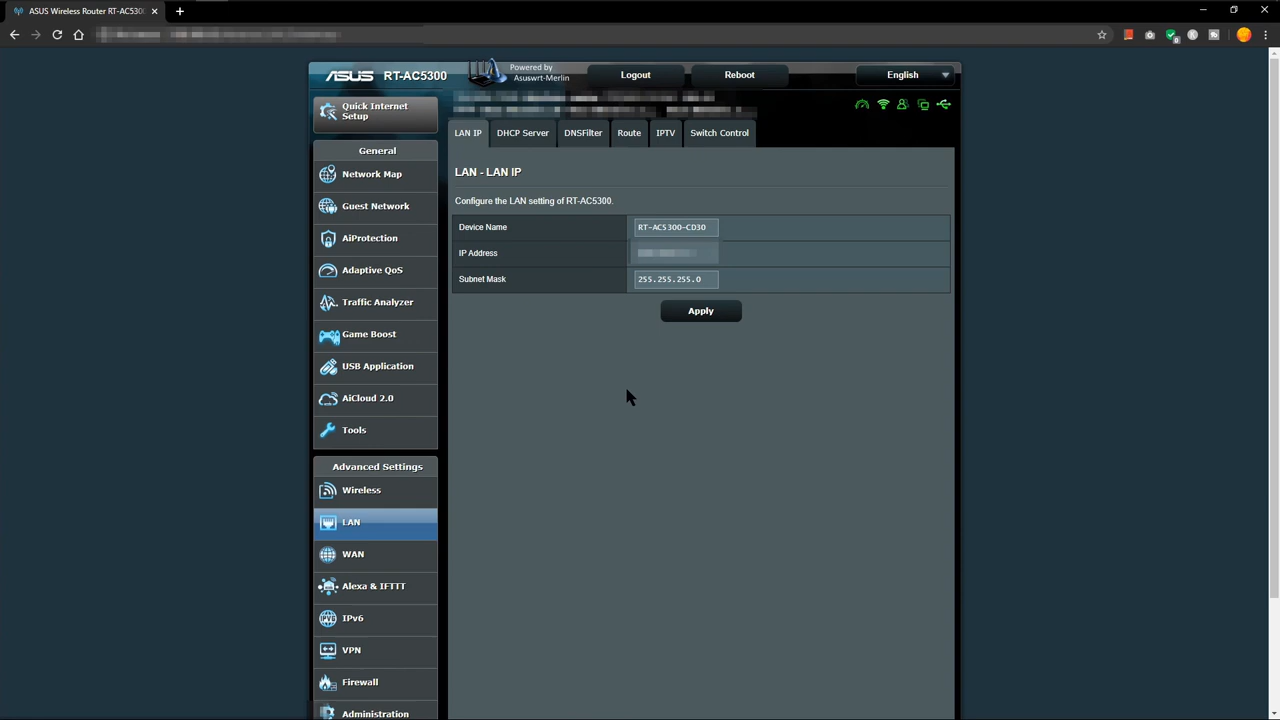 ASUS Wireless Router RT-AC5300
ASUS RT-AC5300
Powered by
Asuswrt-Merlin
Logout
Reboot
English
Quick Internet
Setup
LAN IP
DHCP Server
DNSFilter
Route
IPTV
Switch Control
General
Network Map
Guest Network
AiProtection
Adaptive QoS
Traffic Analyzer
Game Boost
USB Application
AiCloud 2.0
Tools
Advanced Settings
Wireless
LAN
WAN
Alexa & IFTTT
IPv6
VPN
Firewall
Administration
LAN - LAN IP
Configure the LAN setting of RT-AC5300.
Device Name
RT-AC5300-CD30
IP Address
Subnet Mask
255.255.255.0
Apply